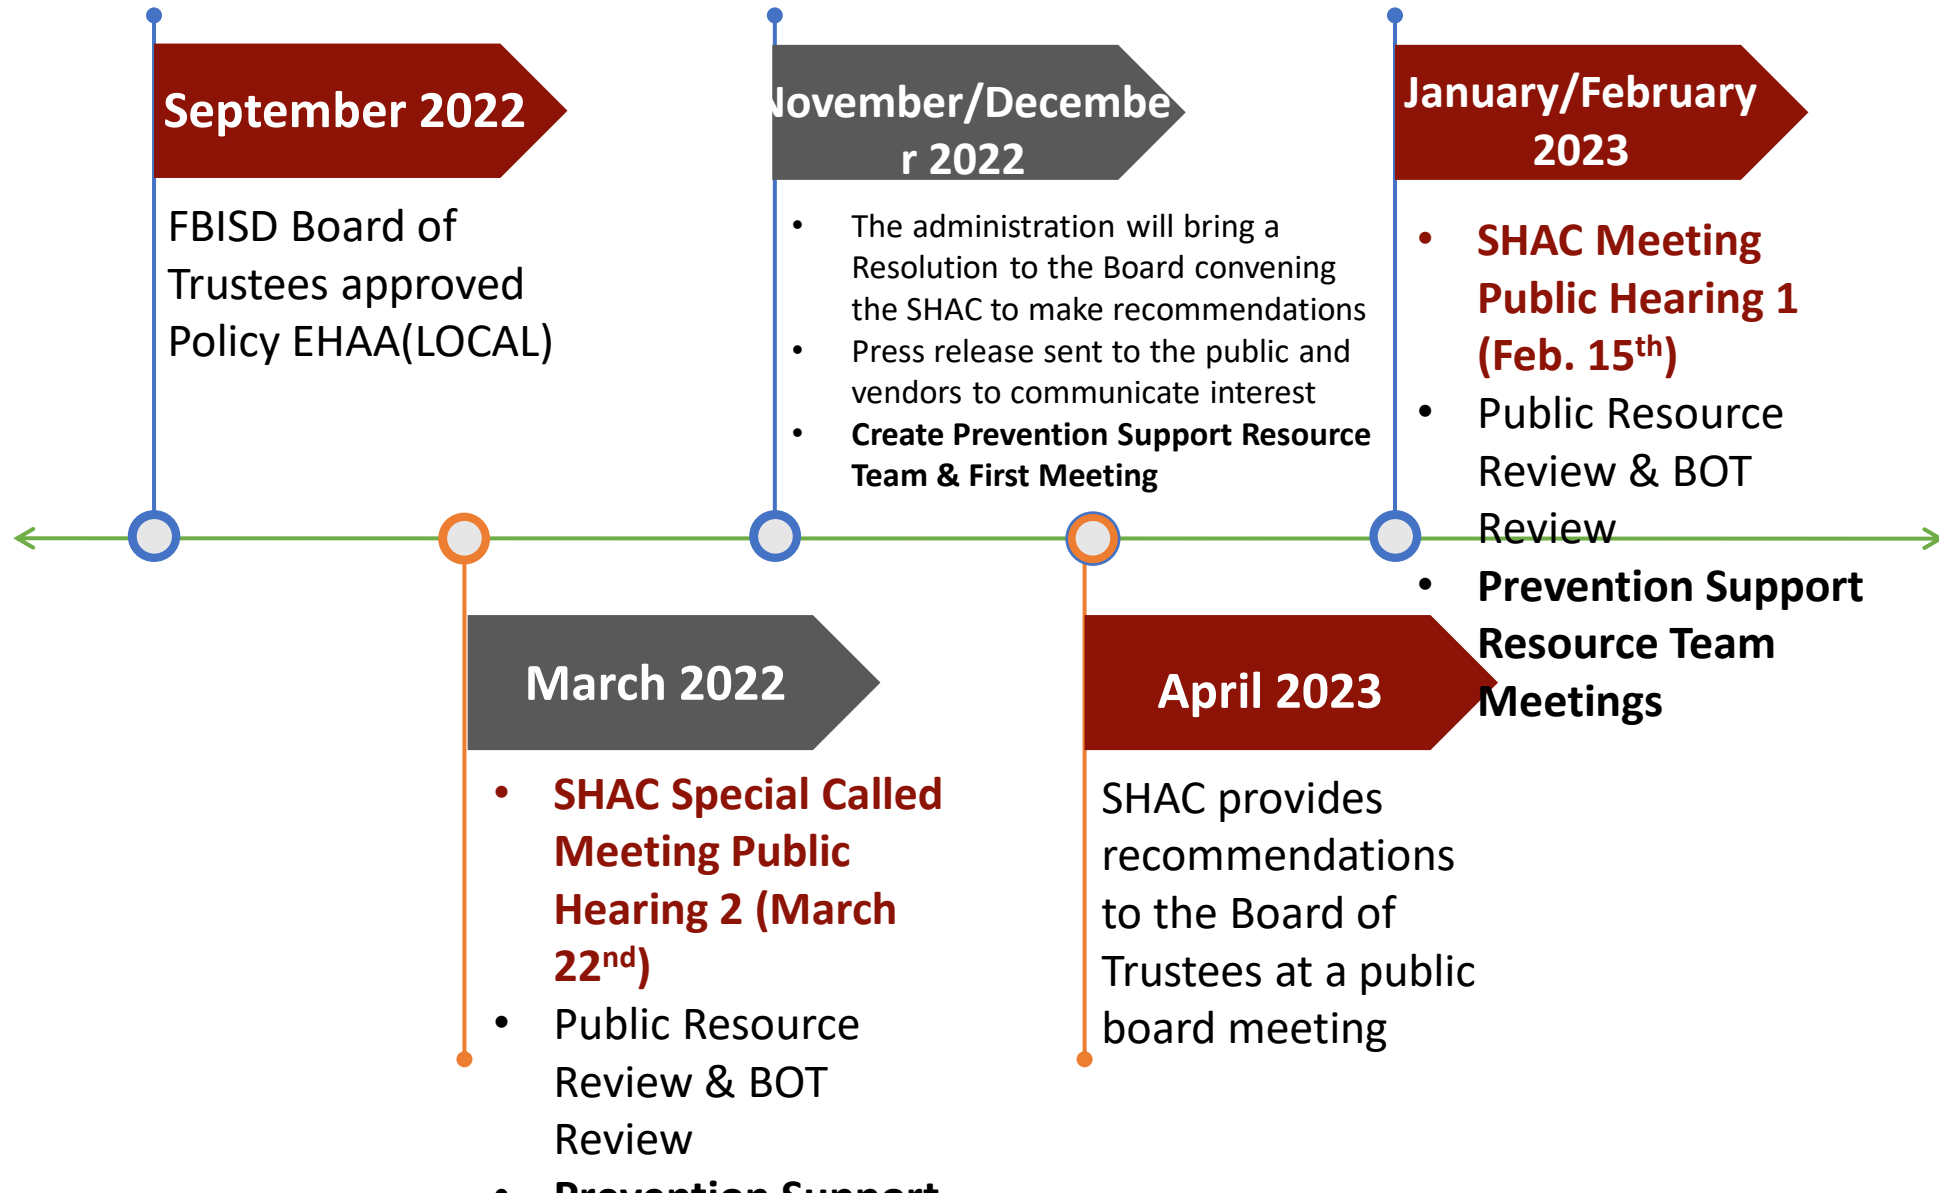 September 2022
FBISD Board of
Trustees approved
Policy EHAA(LOCAL)
November/Decembe
r 2022
• The administration will bring a
Resolution to the Board convening
the SHAC to make recommendations
• Press release sent to the public and
vendors to communicate interest
• Create Prevention Support Resource
Team & First Meeting
January/February
2023
• SHAC Meeting
Public Hearing 1
(Feb. 15th)
• Public Resource
Review & BOT
Review
• Prevention Support
Resource Team
Meetings
March 2022
• SHAC Special Called
Meeting Public
Hearing 2 (March
22nd)
• Public Resource
Review & BOT
Review
• Prevention Support
April 2023
SHAC provides
recommendations
to the Board of
Trustees at a public
board meeting